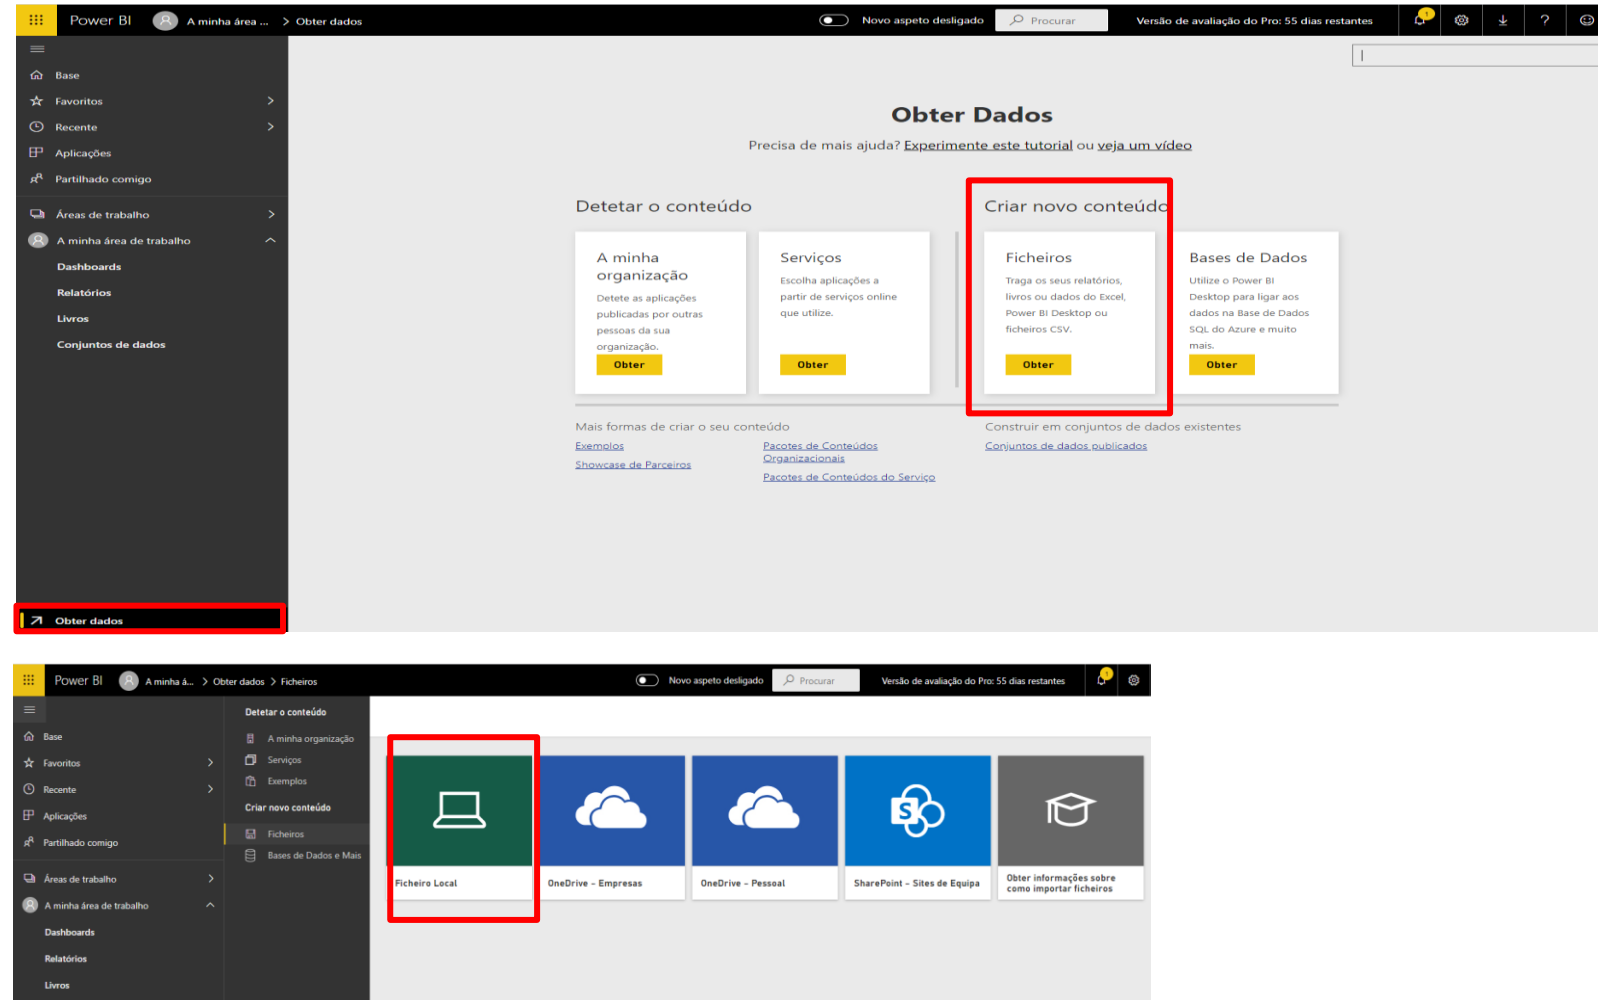 Power BI
A minha área ... > Obter dados
Novo aspeto desligado
Procurar
Versão de avaliação do Pro: 55 dias restantes
1
?
Base
Favoritos
Recente
Aplicações
Partilhado comigo
Áreas de trabalho
A minha área de trabalho
Dashboards
Relatórios
Livros
Conjuntos de dados
Obter dados
Obter Dados
Precisa de mais ajuda? Experimente este tutorial ou veja um vídeo
Detetar o conteúdo
A minha
organização
Detete as aplicações
publicadas por outras
pessoas da sua
organização.
Obter
Serviços
Escolha aplicações a
partir de serviços online
que utilize.
Obter
Criar novo conteúdo
Ficheiros
Traga os seus relatórios,
livros ou dados do Excel,
Power BI Desktop ou
ficheiros CSV.
Obter
Bases de Dados
Utilize o Power BI
Desktop para ligar aos
dados na Base de Dados
SQL do Azure e muito
mais.
Obter
Mais formas de criar o seu conteúdo
Exemplos
Showcase de Parceiros
Pacotes de Conteúdos
Organizacionais
Pacotes de Conteúdos do Serviço
Construir em conjuntos de dados existentes
Conjuntos de dados publicados
Power BI
A minha á... > Obter dados > Ficheiros
Novo aspeto desligado
Procurar
Versão de avaliação do Pro: 55 dias restantes
1
Base
Favoritos
Recente
Aplicações
Partilhado comigo
Áreas de trabalho
A minha área de trabalho
Dashboards
Relatórios
Livros
Detetar o conteúdo
A minha organização
Serviços
Exemplos
Criar novo conteúdo
Ficheiros
Bases de Dados e Mais
Ficheiro Local
OneDrive – Empresas
OneDrive – Pessoal
S
SharePoint – Sites de Equipa
Obter informações sobre
como importar ficheiros